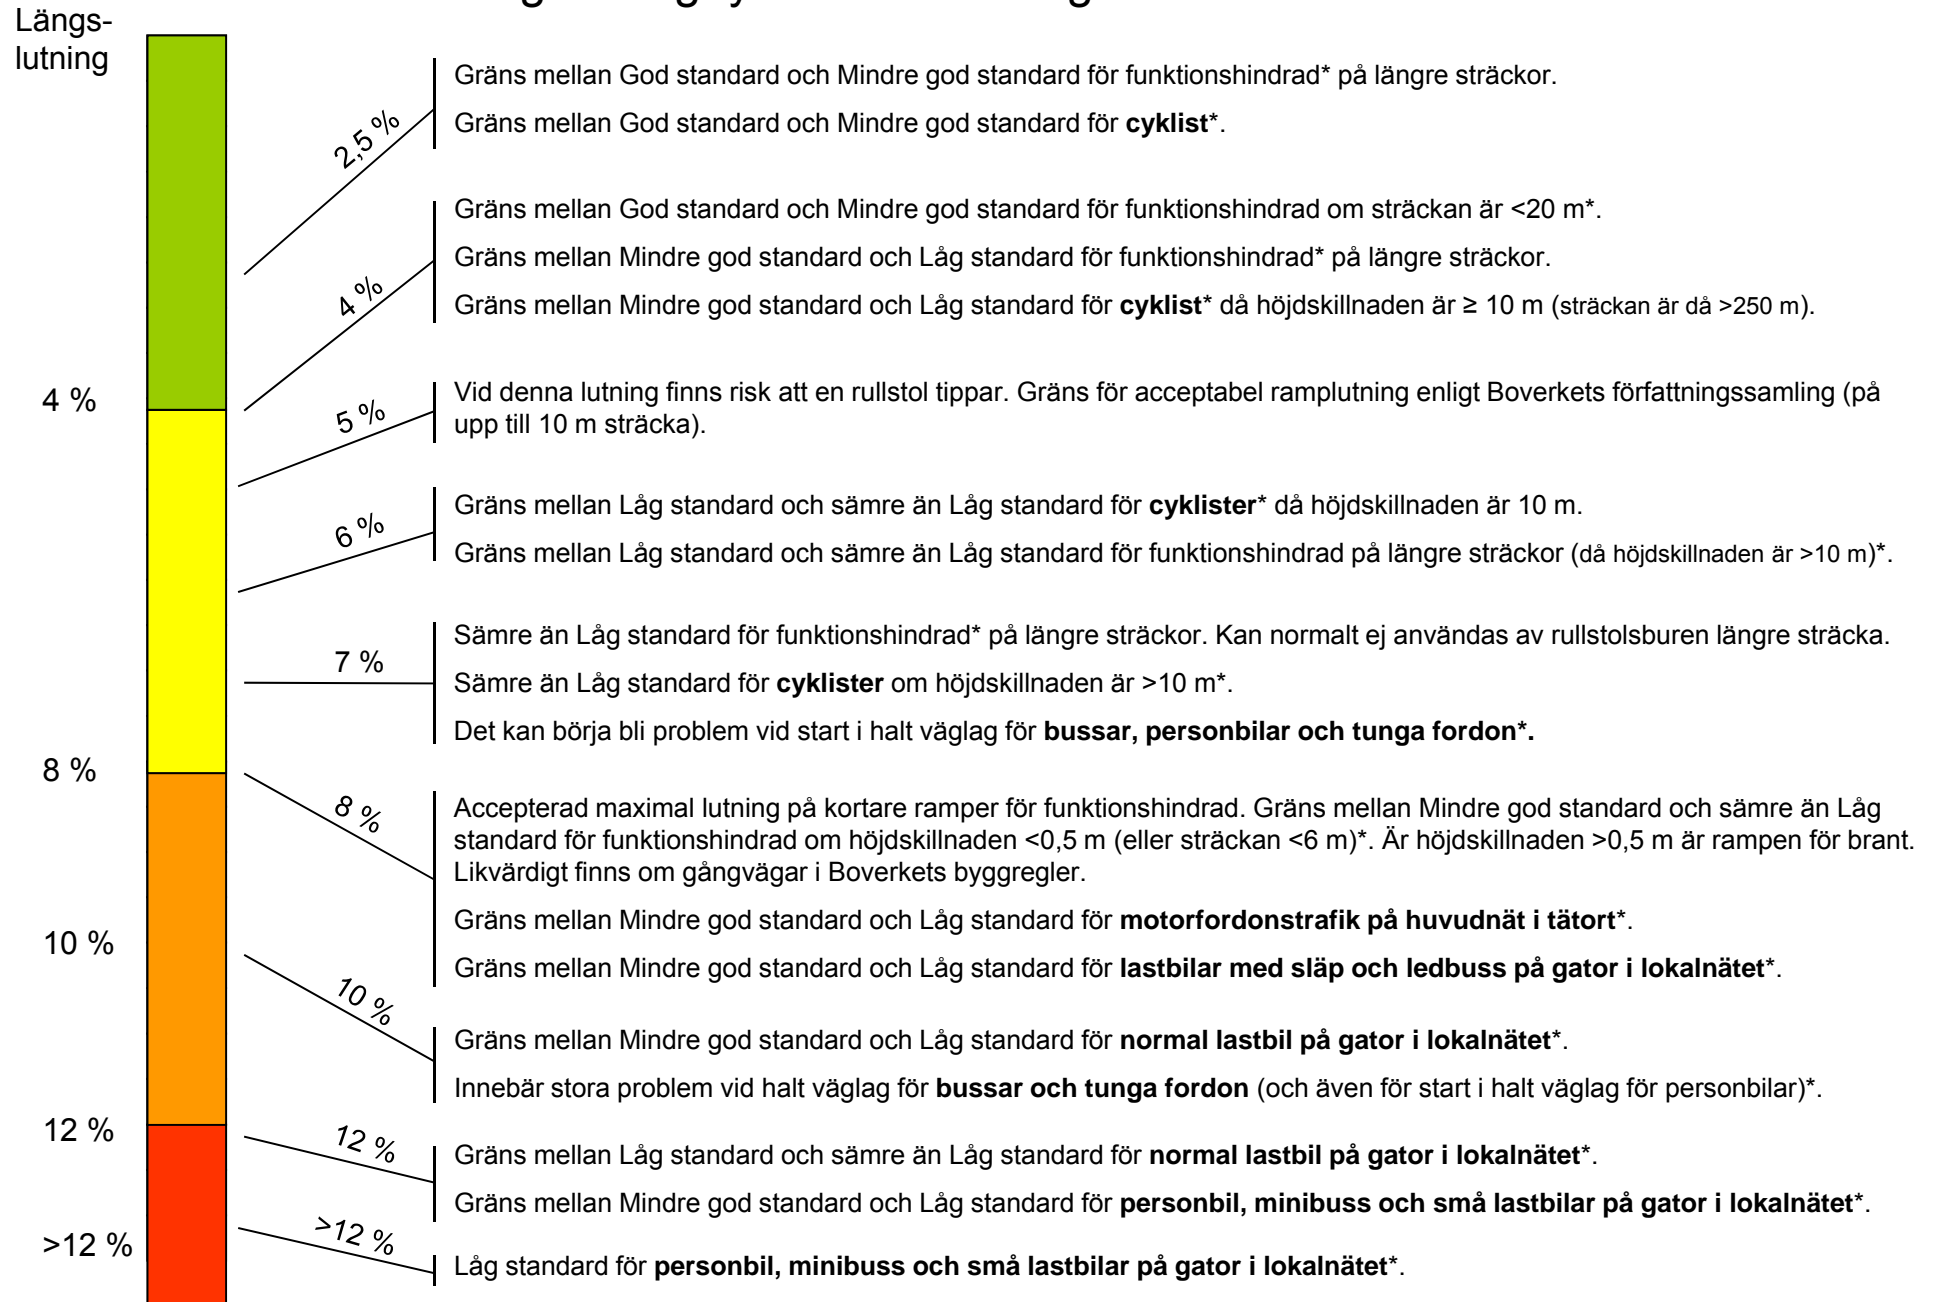 Längs-
lutning
Gräns mellan God standard och Mindre god standard för funktionshindrad* på längre sträckor.
2,5 %
Gräns mellan God standard och Mindre god standard för cyklist*.
Gräns mellan God standard och Mindre god standard för funktionshindrad om sträckan är <20 m*.
4 %
Gräns mellan Mindre god standard och Låg standard för funktionshindrad* på längre sträckor.
Gräns mellan Mindre god standard och Låg standard för cyklist* då höjdskillnaden är ≥ 10 m (sträckan är då >250 m).
4 %
5 %
Vid denna lutning finns risk att en rullstol tippar. Gräns för acceptabel ramplutning enligt Boverkets författningssamling (på
upp till 10 m sträcka).
6 %
Gräns mellan Låg standard och sämre än Låg standard för cyklister* då höjdskillnaden är 10 m.
Gräns mellan Låg standard och sämre än Låg standard för funktionshindrad på längre sträckor (då höjdskillnaden är >10 m)*.
7 %
Sämre än Låg standard för funktionshindrad* på längre sträckor. Kan normalt ej användas av rullstolsburen längre sträcka.
Sämre än Låg standard för cyklister om höjdskillnaden är >10 m*.
Det kan börja bli problem vid start i halt väglag för bussar, personbilar och tunga fordon*.
8 %
8 %
Accepterad maximal lutning på kortare ramper för funktionshindrad. Gräns mellan Mindre god standard och sämre än Låg
standard för funktionshindrad om höjdskillnaden <0,5 m (eller sträckan <6 m)*. Är höjdskillnaden >0,5 m är rampen för brant.
Likvärdigt finns om gångvägar i Boverkets byggregler.
Gräns mellan Mindre god standard och Låg standard för motorfordonstrafik på huvudnät i tätort*.
Gräns mellan Mindre god standard och Låg standard för lastbilar med släp och ledbuss på gator i lokalnätet*.
10 %
10 %
Gräns mellan Mindre god standard och Låg standard för normal lastbil på gator i lokalnätet*.
Innebär stora problem vid halt väglag för bussar och tunga fordon (och även för start i halt väglag för personbilar)*.
12 %
12 %
Gräns mellan Låg standard och sämre än Låg standard för normal lastbil på gator i lokalnätet*.
Gräns mellan Mindre god standard och Låg standard för personbil, minibuss och små lastbilar på gator i lokalnätet*.
>12 %
>12 %
Låg standard för personbil, minibuss och små lastbilar på gator i lokalnätet*.